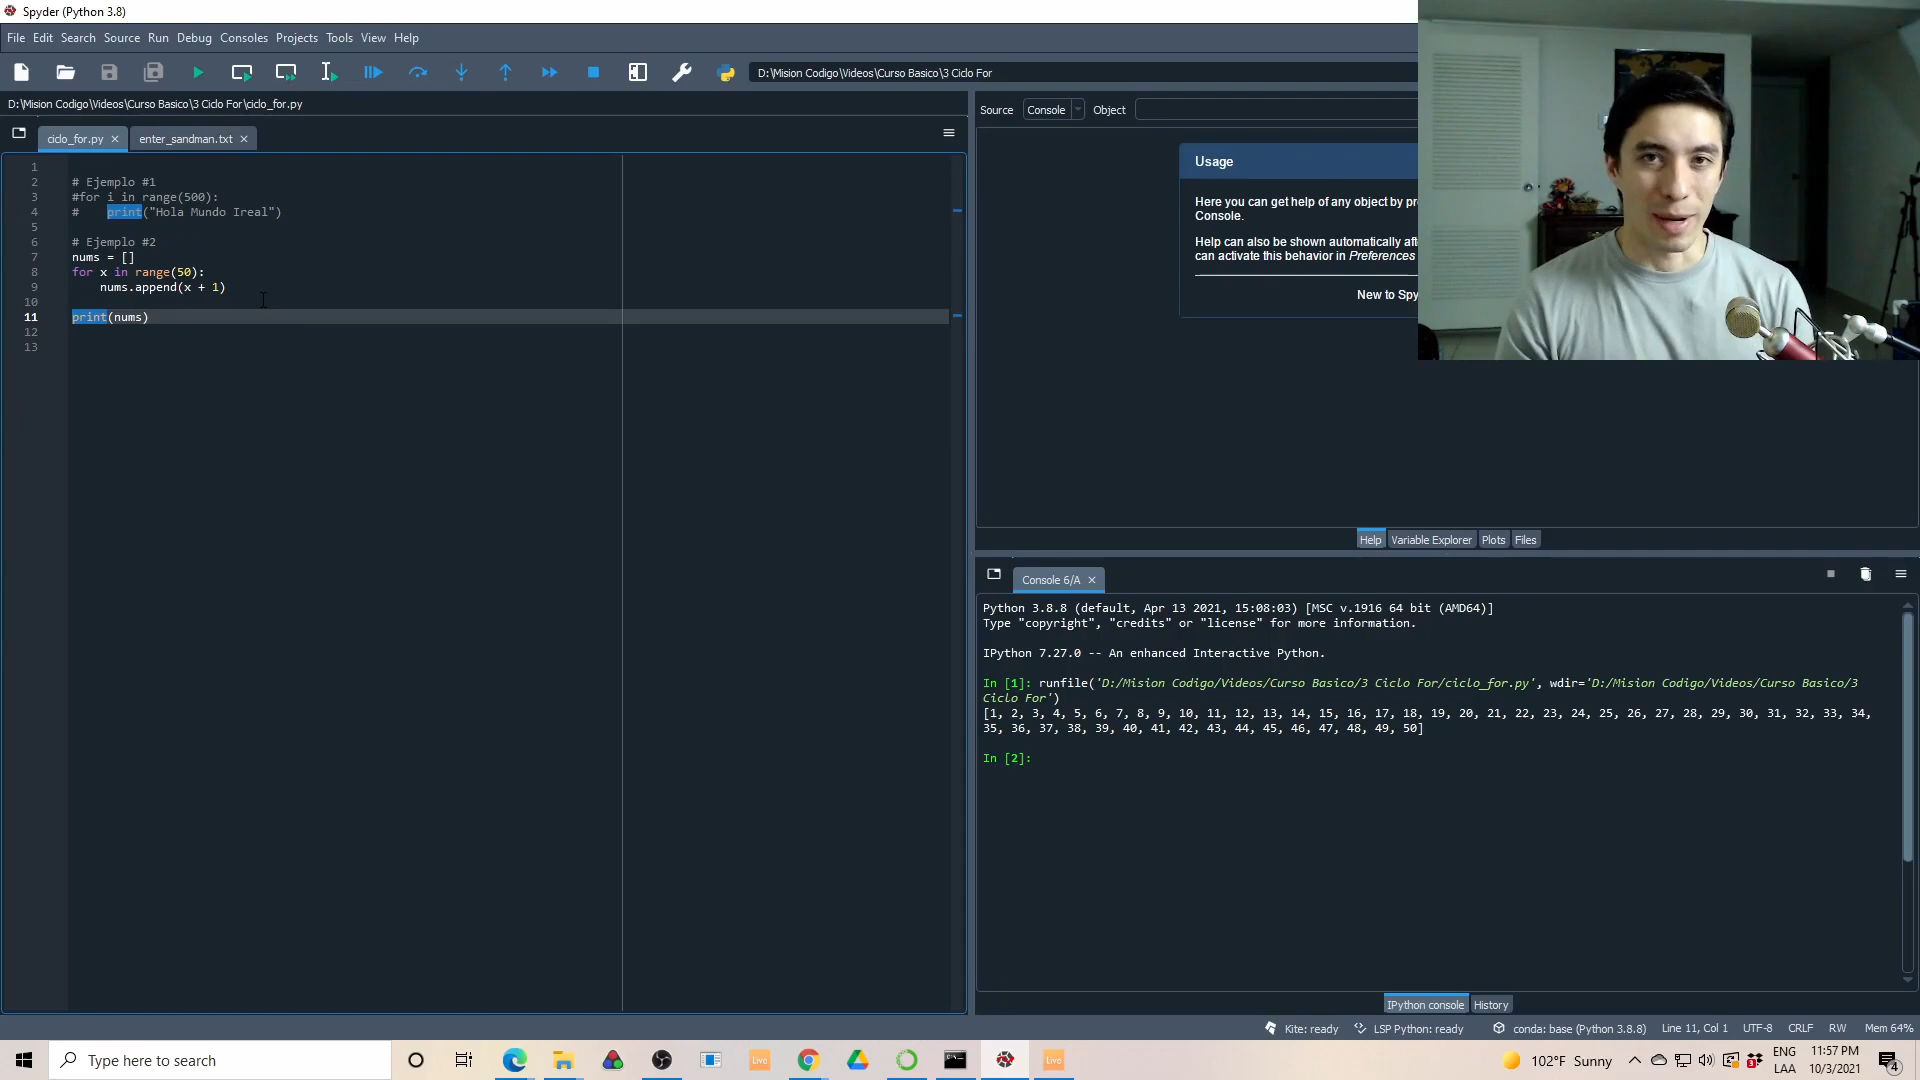 Spyder (Python 3.8)
File Edit Search Source Run Debug Consoles Projects Tools View Help
D:\Mision Codigo\Videos\Curso Basico\3 Ciclo For
D:\Mision Codigo\Videos\Curso Basico\3 Ciclo For\ciclo_for.py
ciclo_for.py
enter_sandman.txt
1
2 # Ejemplo #1
3 #for i in range(500):
4 #    print("Hola Mundo Ireal")
5
6 # Ejemplo #2
7 nums = []
8 for x in range(50):
9     nums.append(x + 1)
10
11 print(nums)
12
13
Source Console Object
Usage
Here you can get help of any object by pre
Console.
Help can also be shown automatically aft
can activate this behavior in Preferences
New to Spy
Help Variable Explorer Plots Files
Console 6/A
Python 3.8.8 (default, Apr 13 2021, 15:08:03) [MSC v.1916 64 bit (AMD64)]
Type "copyright", "credits" or "license" for more information.
IPython 7.27.0 -- An enhanced Interactive Python.
In [1]: runfile('D:/Mision Codigo/Videos/Curso Basico/3 Ciclo For/ciclo_for.py', wdir='D:/Mision Codigo/Videos/Curso Basico/3
Ciclo For')
[1, 2, 3, 4, 5, 6, 7, 8, 9, 10, 11, 12, 13, 14, 15, 16, 17, 18, 19, 20, 21, 22, 23, 24, 25, 26, 27, 28, 29, 30, 31, 32, 33, 34,
35, 36, 37, 38, 39, 40, 41, 42, 43, 44, 45, 46, 47, 48, 49, 50]
In [2]:
IPython console History
Kite: ready LSP Python: ready conda: base (Python 3.8.8) Line 11, Col 1 UTF-8 CRLF RW Mem 64%
Type here to search
Live
Live
102°F Sunny
ENG
LAA
11:57 PM
10/3/2021
4